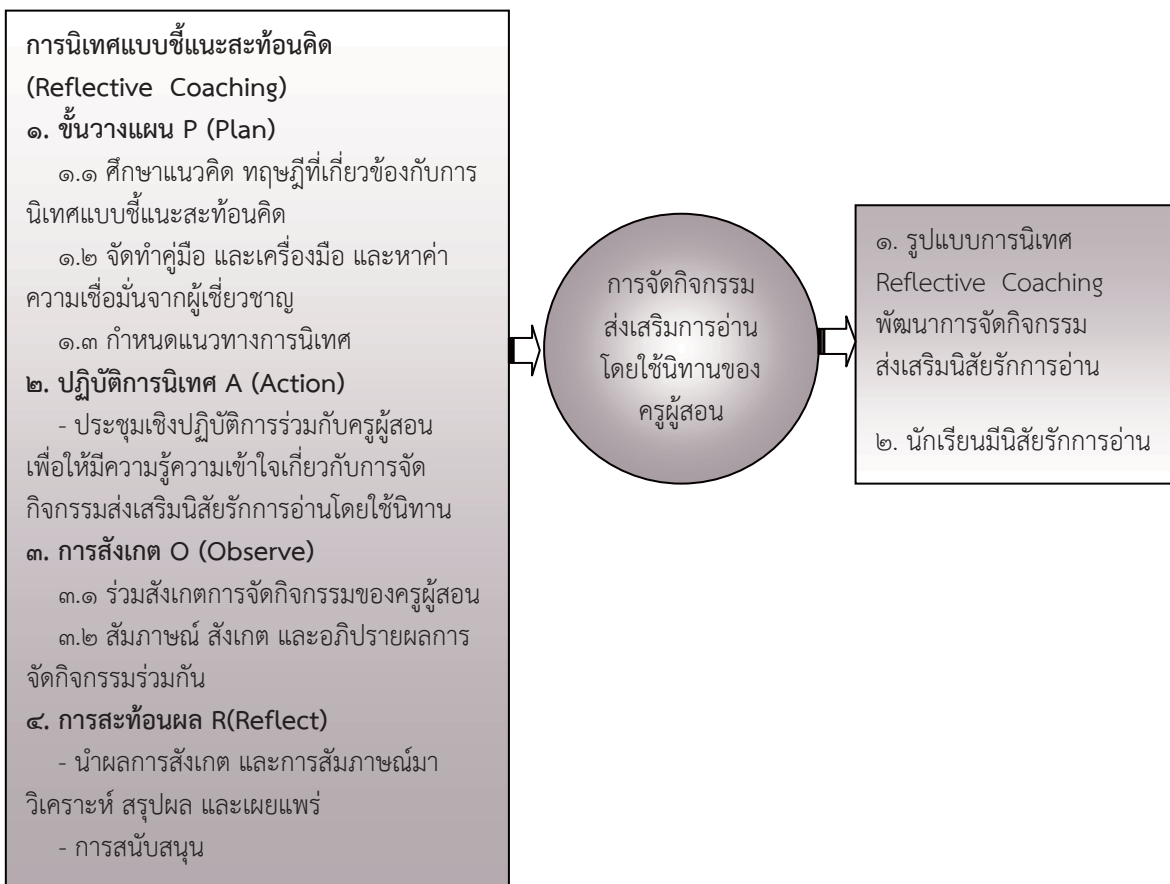 การนิเทศแบบชี้แนะสะท้อนคิด
(Reflective Coaching)
๑. ขั้นวางแผน P (Plan)
๑.๑ ศึกษาแนวคิด ทฤษฎีที่เกี่ยวข้องกับการ
นิเทศแบบชี้แนะสะท้อนคิด
๑.๒ จัดทำคู่มือ และเครื่องมือ และหาค่า
ความเชื่อมั่นจากผู้เชี่ยวชาญ
๑.๓ กำหนดแนวทางการนิเทศ
๒. ปฏิบัติการนิเทศ A (Action)
- ประชุมเชิงปฏิบัติการร่วมกับครูผู้สอน
เพื่อให้มีความรู้ความเข้าใจเกี่ยวกับการจัด
กิจกรรมส่งเสริมนิสัยรักการอ่านโดยใช้นิทาน
๓. การสังเกต O (Observe)
๓.๑ ร่วมสังเกตการจัดกิจกรรมของครูผู้สอน
๓.๒ สัมภาษณ์ สังเกต และอภิปรายผลการ
จัดกิจกรรมร่วมกัน
๔. การสะท้อนผล R(Reflect)
- นำผลการสังเกต และการสัมภาษณ์มา
วิเคราะห์ สรุปผล และเผยแพร่
- การสนับสนุน
การจัดกิจกรรม
ส่งเสริมการอ่าน
โดยใช้นิทานของ
ครูผู้สอน
๑. รูปแบบการนิเทศ
Reflective Coaching
พัฒนาการจัดกิจกรรม
ส่งเสริมนิสัยรักการอ่าน
๒. นักเรียนมีนิสัยรักการอ่าน